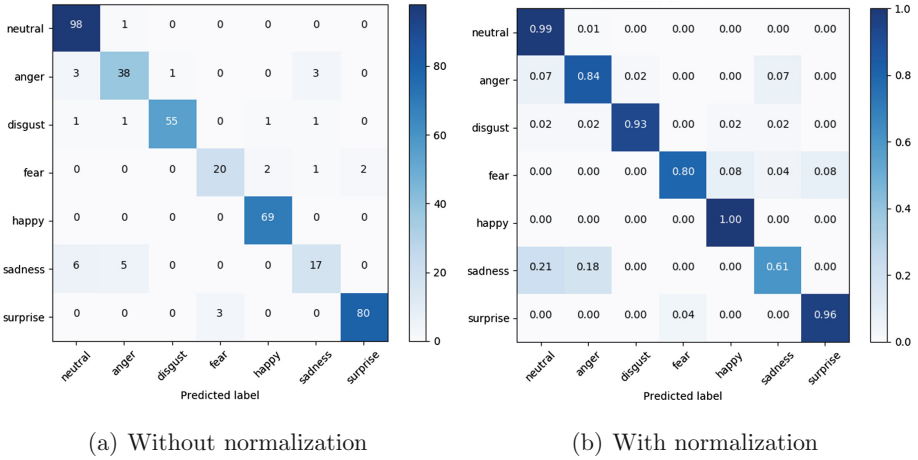 neutral 98 1 0 0 0 0 0
anger 3 38 1 0 0 3 0
disgust 1 1 55 0 1 1 0
fear 0 0 0 20 2 1 2
happy 0 0 0 0 69 0 0
sadness 6 5 0 0 0 17 0
surprise 0 0 0 3 0 0 80
neutral anger disgust fear happy sadness surprise
Predicted label
80
60
40
20
0
(a) Without normalization
neutral 0.99 0.01 0.00 0.00 0.00 0.00 0.00
anger 0.07 0.84 0.02 0.00 0.00 0.07 0.00
disgust 0.02 0.02 0.93 0.00 0.02 0.02 0.00
fear 0.00 0.00 0.00 0.80 0.08 0.04 0.08
happy 0.00 0.00 0.00 0.00 1.00 0.00 0.00
sadness 0.21 0.18 0.00 0.00 0.00 0.61 0.00
surprise 0.00 0.00 0.00 0.04 0.00 0.00 0.96
neutral anger disgust fear happy sadness surprise
Predicted label
1.0
0.8
0.6
0.4
0.2
0.0
(b) With normalization